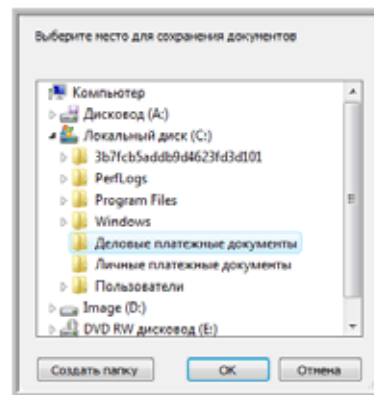 Выберите место для сохранения документов
Компьютер
Дисковод (A:)
Локальный диск (C:)
3b7fcb5addb9d4623fd3d101
PerfLogs
Program Files
Windows
Деловые платежные документы
Личные платежные документы
Пользователи
Image (D:)
DVD RW дисковод (E:)
Создать папку
OK
Отмена